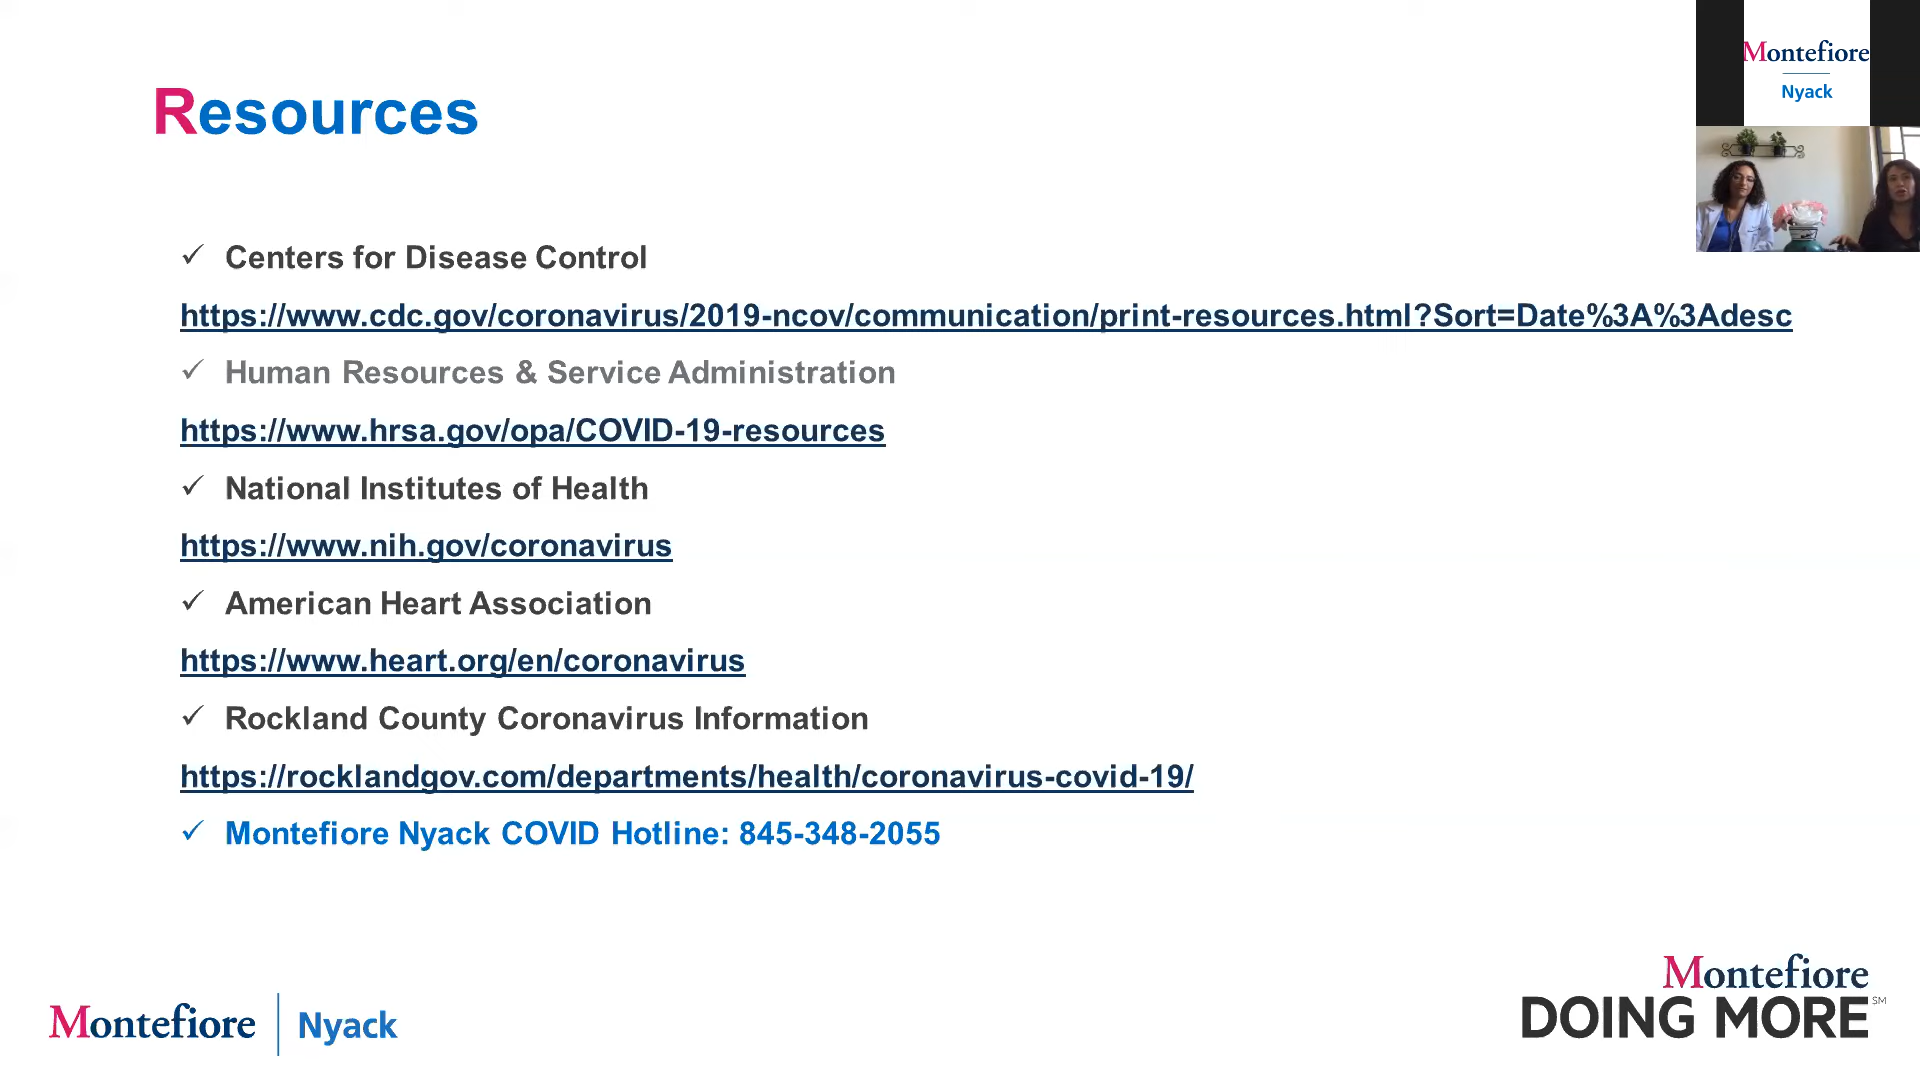 Resources
Montefiore
Nyack
✓ Centers for Disease Control
https://www.cdc.gov/coronavirus/2019-ncov/communication/print-resources.html?Sort=Date%3A%3Adesc
✓ Human Resources & Service Administration
https://www.hrsa.gov/opa/COVID-19-resources
✓ National Institutes of Health
https://www.nih.gov/coronavirus
✓ American Heart Association
https://www.heart.org/en/coronavirus
✓ Rockland County Coronavirus Information
https://rocklandgov.com/departments/health/coronavirus-covid-19/
✓ Montefiore Nyack COVID Hotline: 845-348-2055
Montefiore Nyack
Montefiore
DOING MORE℠